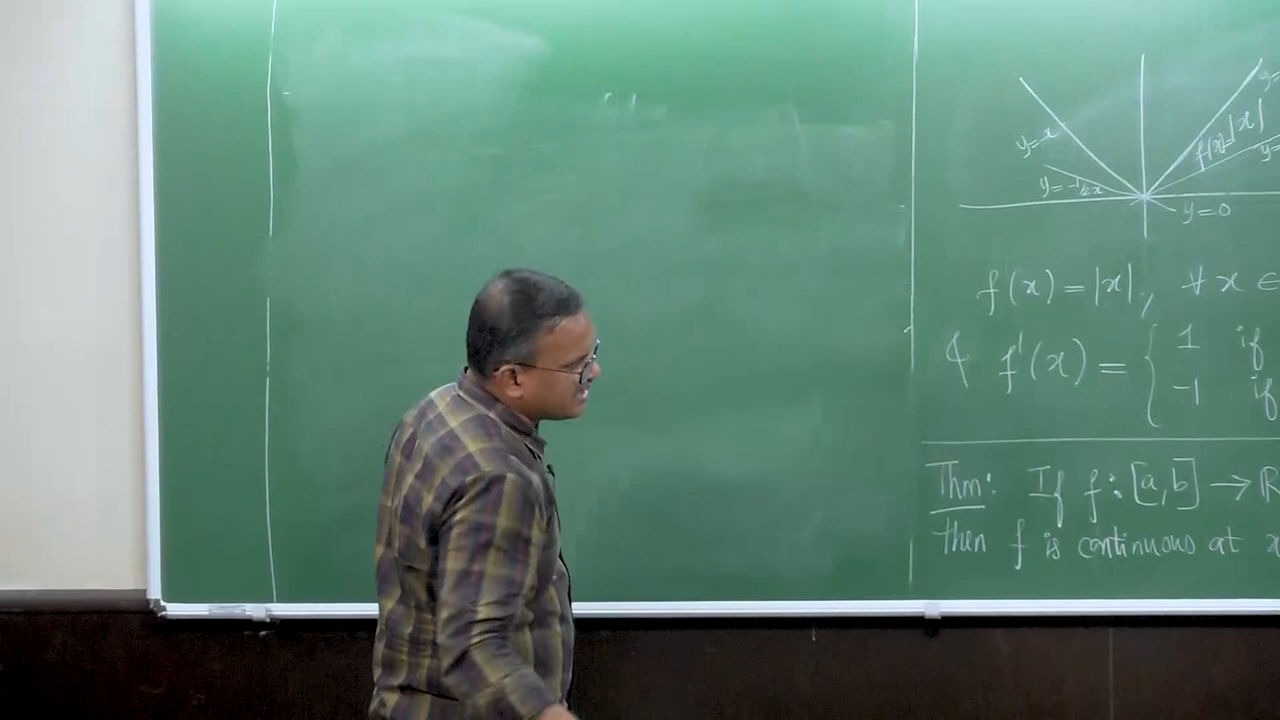 y=
y=-x
f(x)=|x|
y=
y=-1/2x
y=0
f(x)=|x|, ∀ x ∈
& f'(x) = { 1 if
-1 if
Thm: If f:[a,b] → R
then f is continuous at x